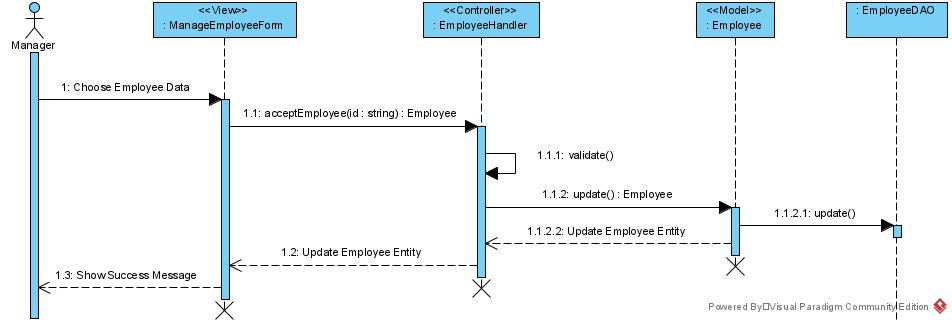 <<View>>
: ManageEmployeeForm
<<Controller>>
: EmployeeHandler
<<Model>>
: Employee
: EmployeeDAO
Manager
1: Choose Employee Data
1.1: acceptEmployee(id : string) : Employee
1.1.1: validate()
1.1.2: update() : Employee
1.1.2.1: update()
1.1.2.2: Update Employee Entity
1.2: Update Employee Entity
1.3: Show Success Message
Powered By Visual Paradigm Community Edition